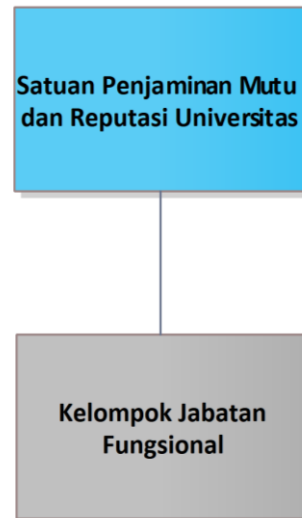 Satuan Penjaminan Mutu
dan Reputasi Universitas
Kelompok Jabatan
Fungsional